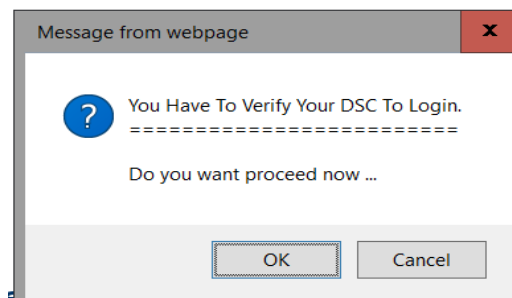 Message from webpage
x
?
You Have To Verify Your DSC To Login.
=========================
Do you want proceed now ...
OK
Cancel